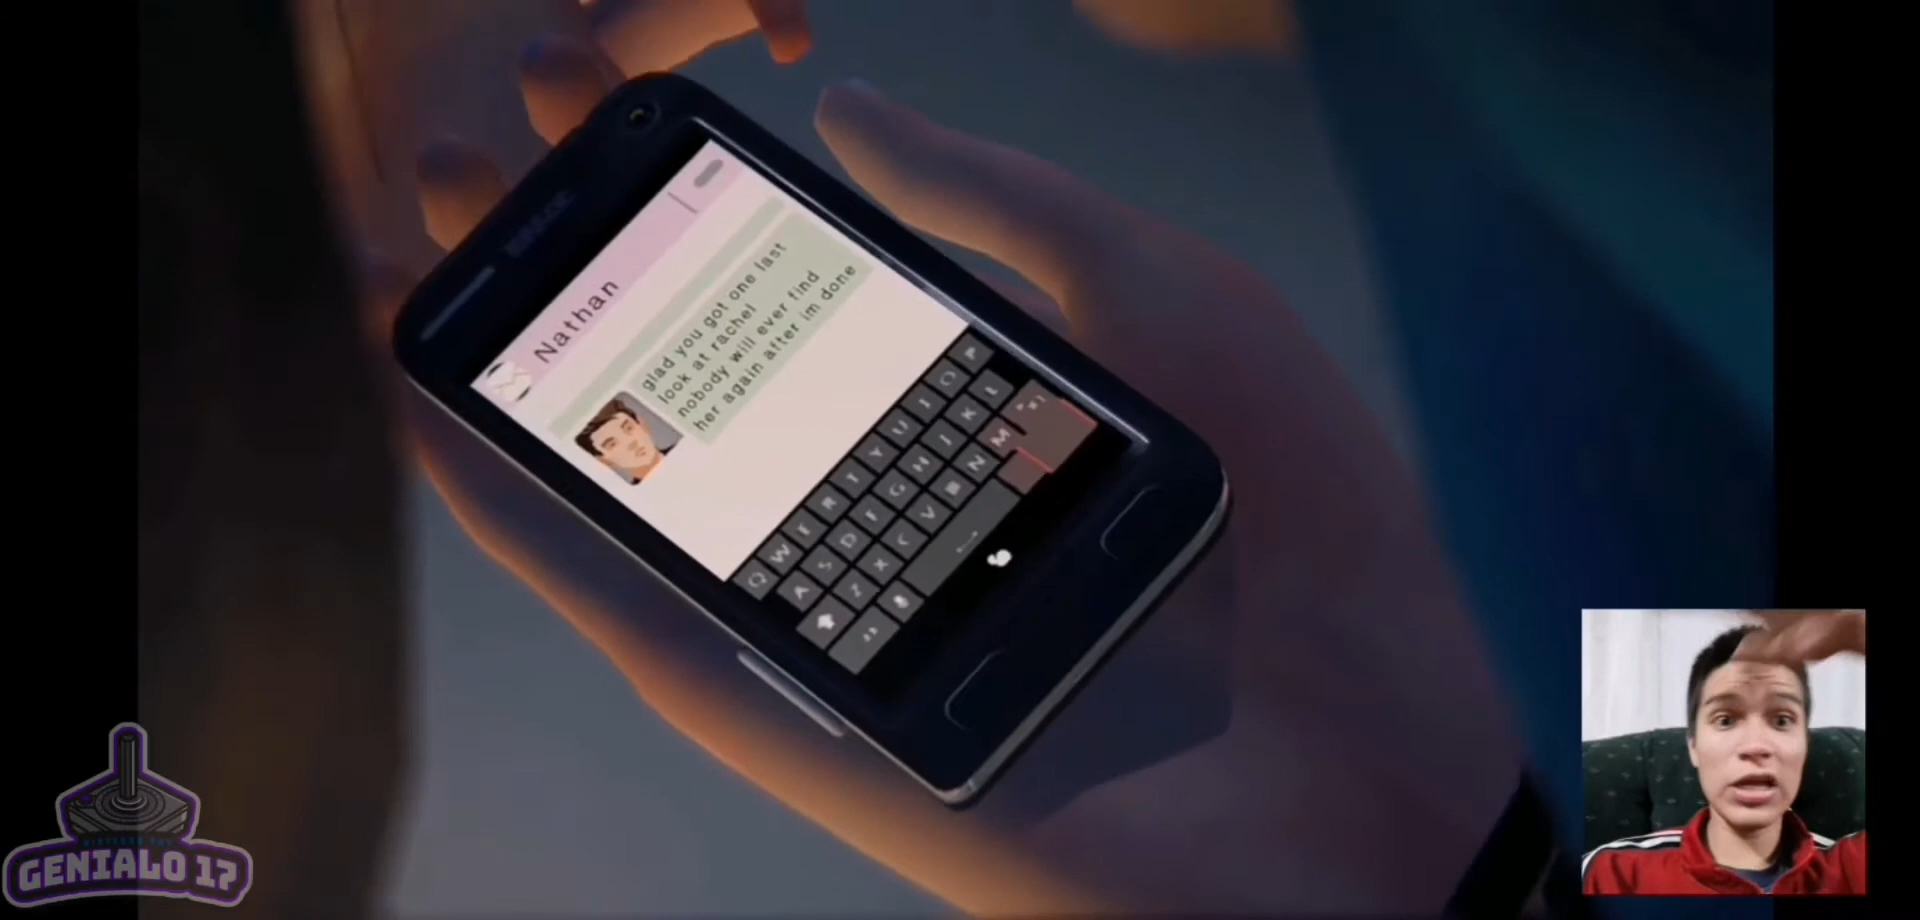 Nathan
glad you got one last
look at rachel
nobody will ever find
her again after im done
Q W E R T Y U I O P
A S D F G H J K L
Z X C V B N M
GENIALO 17